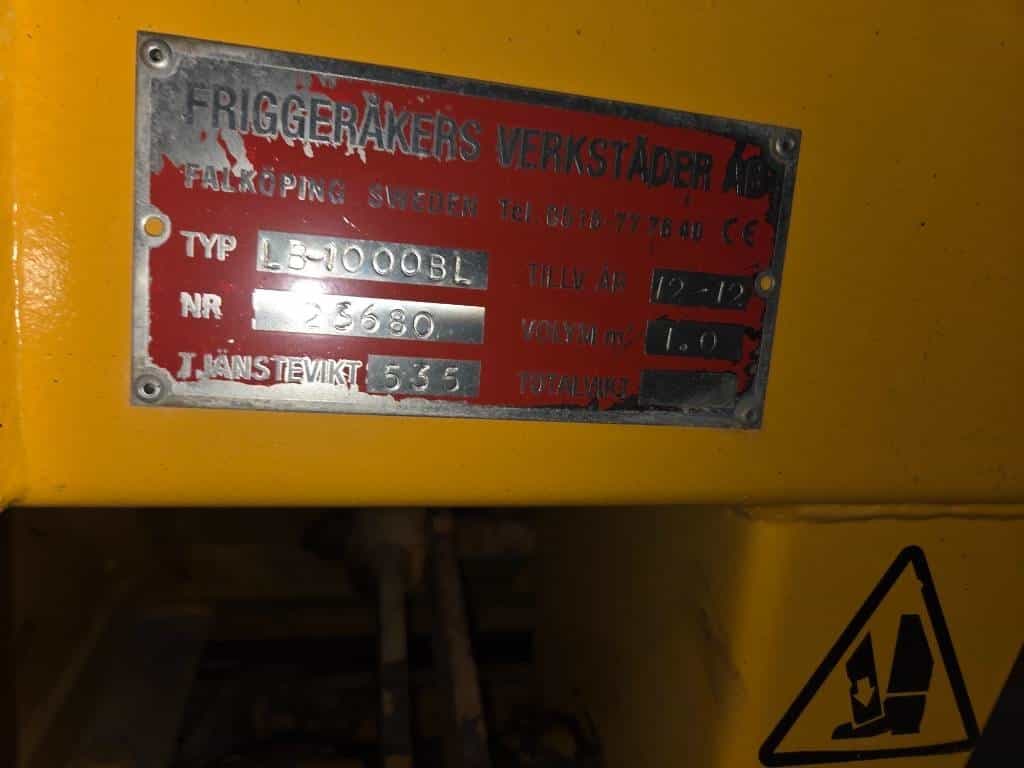 FRIGGERÅKERS VERKSTÄDER AB
FALKÖPING SWEDEN Tel. 0515-77 76 40 CE
TYP LB-1000BL TILLV. ÅR 12-12
NR 23680 VOLYM m³ 1.0
TJÄNSTEVIKT 535 TOTALVIKT